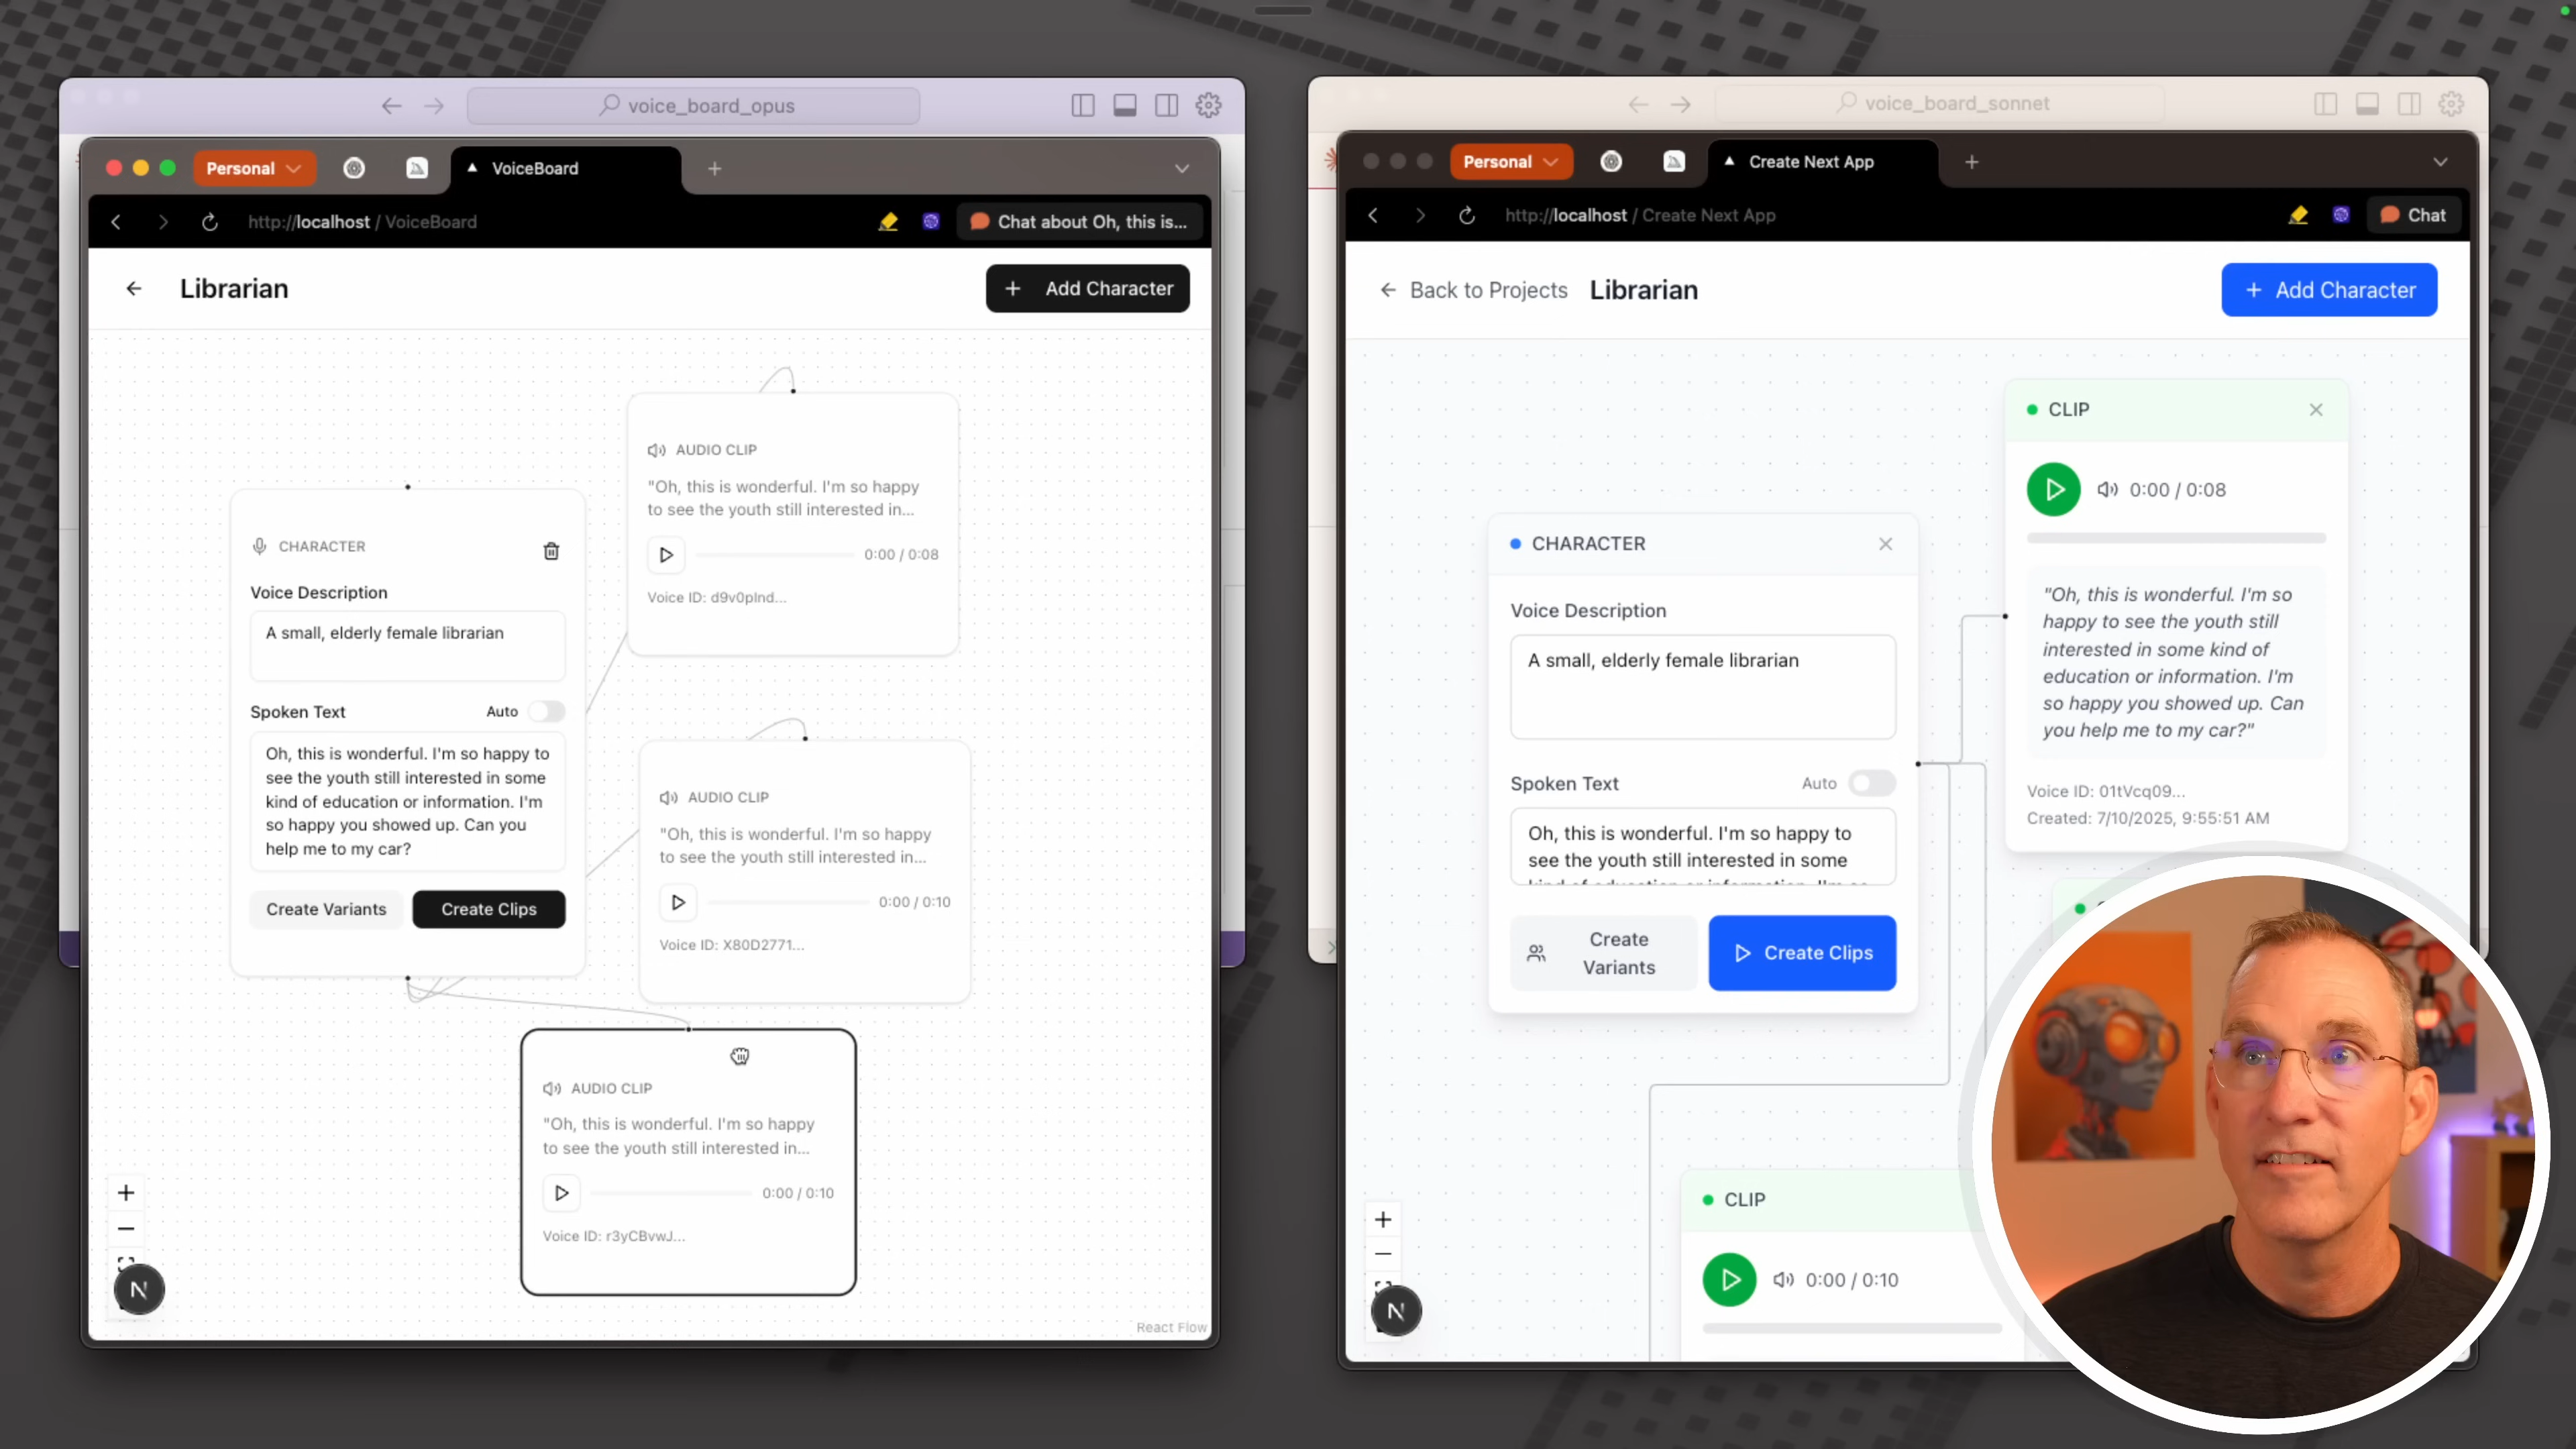 voice_board_opus
Personal
VoiceBoard
http://localhost / VoiceBoard
Chat about Oh, this is...
Librarian
Add Character
CHARACTER
Voice Description
A small, elderly female librarian
Spoken Text
Auto
Oh, this is wonderful. I'm so happy to
see the youth still interested in some
kind of education or information. I'm
so happy you showed up. Can you
help me to my car?
Create Variants
Create Clips
AUDIO CLIP
"Oh, this is wonderful. I'm so happy
to see the youth still interested in...
0:00 / 0:08
Voice ID: d9v0pInd...
AUDIO CLIP
"Oh, this is wonderful. I'm so happy
to see the youth still interested in...
0:00 / 0:10
Voice ID: X80D2771...
AUDIO CLIP
"Oh, this is wonderful. I'm so happy
to see the youth still interested in...
0:00 / 0:10
Voice ID: r3yCBvwJ...
N
React Flow
voice_board_sonnet
Personal
Create Next App
http://localhost / Create Next App
Chat
Back to Projects
Librarian
Add Character
CHARACTER
Voice Description
A small, elderly female librarian
Spoken Text
Auto
Oh, this is wonderful. I'm so happy to
see the youth still interested in some
kind of education or information. I'm so
Create
Variants
Create Clips
CLIP
0:00 / 0:08
"Oh, this is wonderful. I'm so
happy to see the youth still
interested in some kind of
education or information. I'm
so happy you showed up. Can
you help me to my car?"
Voice ID: 01tVcq09...
Created: 7/10/2025, 9:55:51 AM
CLIP
0:00 / 0:10
N